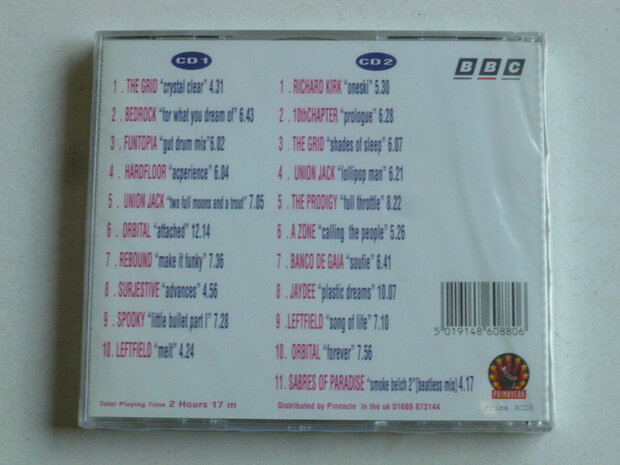 CD1
1 . THE GRID "crystal clear" 4.31
2 . BEDROCK "for what you dream of" 6.43
3 . FUNTOPIA "gut drum mix"6.02
4 . HARDFLOOR "acperience" 6.04
5 . UNION JACK "two full moons and a trout" 7.05
6 . ORBITAL "attached" 12.14
7 . REBOUND "make it funky" 7.36
8 . SURJESTIVE "advances" 4.56
9 . SPOOKY "little bullet part I" 7.28
10. LEFTFIELD "melt" 4.24
Total Playing Time 2 Hours 17 m
CD2
1 . RICHARD KIRK "oneski" 5.30
2 . 10thCHAPTER "prologue" 6.28
3 . THE GRID "shades of sleep" 6.07
4 . UNION JACK "lollipop man" 6.21
5 . THE PRODIGY "full throttle" 8.22
6 . A ZONE "calling the people" 5.26
7 . BANCO DE GAIA "soufie" 6.41
8 . JAYDEE "plastic dreams" 10.07
9 .LEFTFIELD "song of life" 7.10
10. ORBITAL "forever" 7.56
11. SABRES OF PARADISE "smoke belch 2"[beatless mix] 4.17
Distributed by Pinnacle in the uk 01689 873144
BBC
5 019148 608806
PRIMAVERA
Prima XCD3